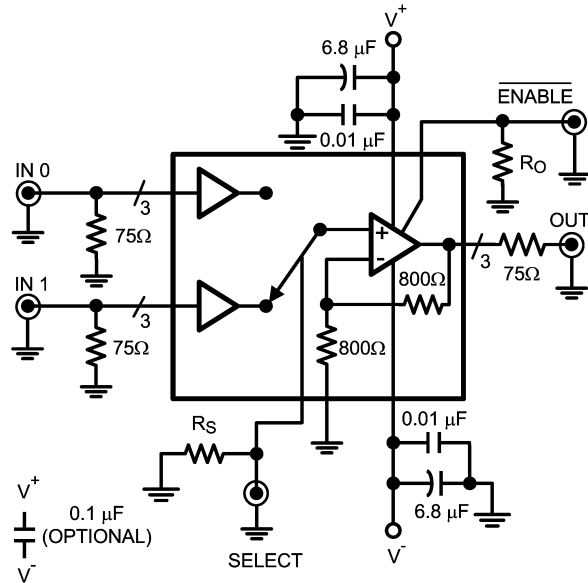 V+
6.8 µF
0.01 µF
ENABLE
RO
IN 0
3
75Ω
OUT
3
75Ω
+
-
800Ω
IN 1
3
75Ω
800Ω
RS
0.01 µF
6.8 µF
V-
SELECT
V+
0.1 µF
(OPTIONAL)
V-